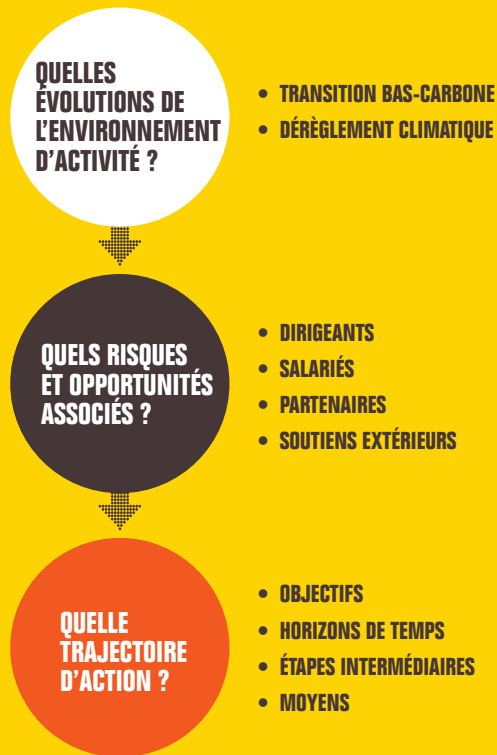 QUELLES
ÉVOLUTIONS DE
L'ENVIRONNEMENT
D'ACTIVITÉ ?
• TRANSITION BAS-CARBONE
• DÉRÈGLEMENT CLIMATIQUE
QUELS RISQUES
ET OPPORTUNITÉS
ASSOCIÉS ?
• DIRIGEANTS
• SALARIÉS
• PARTENAIRES
• SOUTIENS EXTÉRIEURS
QUELLE
TRAJECTOIRE
D'ACTION ?
• OBJECTIFS
• HORIZONS DE TEMPS
• ÉTAPES INTERMÉDIAIRES
• MOYENS